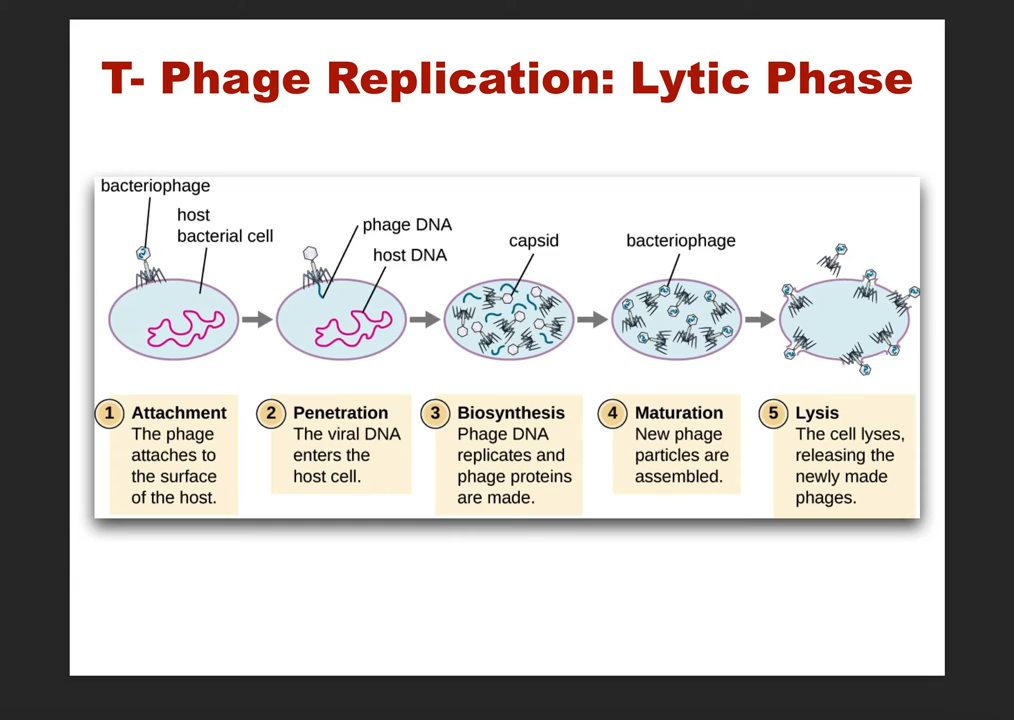 T- Phage Replication: Lytic Phase
bacteriophage
host
bacterial cell
phage DNA
host DNA
capsid
bacteriophage
1 Attachment
The phage
attaches to
the surface
of the host.
2 Penetration
The viral DNA
enters the
host cell.
3 Biosynthesis
Phage DNA
replicates and
phage proteins
are made.
4 Maturation
New phage
particles are
assembled.
5 Lysis
The cell lyses,
releasing the
newly made
phages.